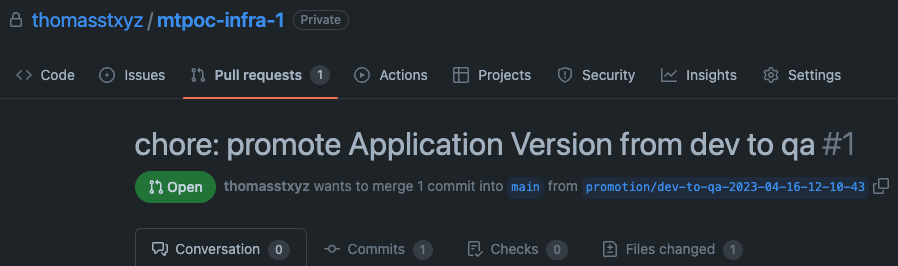 thomasstxyz / mtpoc-infra-1 Private
Code Issues Pull requests 1 Actions Projects Security Insights Settings
chore: promote Application Version from dev to qa #1
Open thomasstxyz wants to merge 1 commit into main from promotion/dev-to-qa-2023-04-16-12-10-43
Conversation 0 Commits 1 Checks 0 Files changed 1